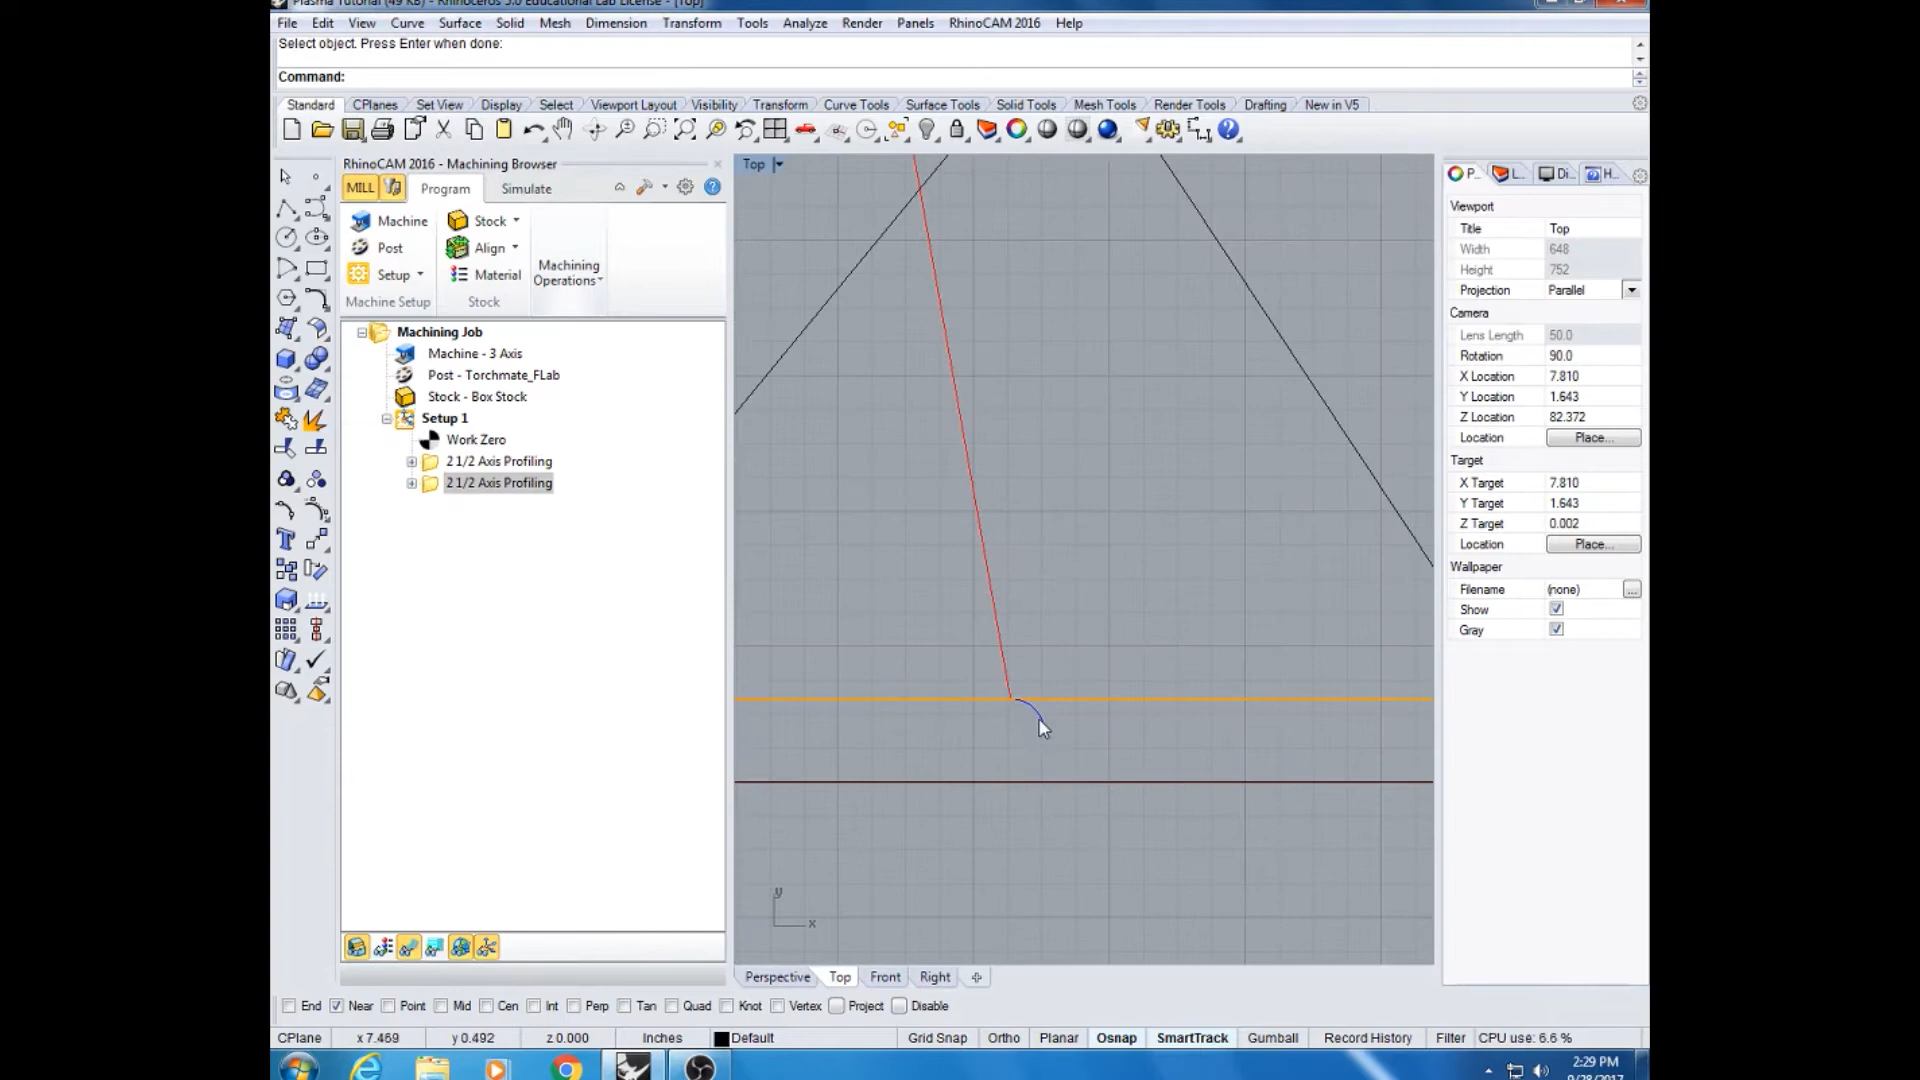 Plasma Tutorial (49 KB) - Rhinoceros 5.0 Educational Lab License - [Top]
File Edit View Curve Surface Solid Mesh Dimension Transform Tools Analyze Render Panels RhinoCAM 2016 Help
Select object. Press Enter when done:
Command:
Standard CPlanes Set View Display Select Viewport Layout Visibility Transform Curve Tools Surface Tools Solid Tools Mesh Tools Render Tools Drafting New in V5
RhinoCAM 2016 - Machining Browser
MILL Program Simulate
Machine Stock
Post Align
Setup Material
Machining Operations
Machine Setup Stock
Machining Job
Machine - 3 Axis
Post - Torchmate_FLab
Stock - Box Stock
Setup 1
Work Zero
2 1/2 Axis Profiling
2 1/2 Axis Profiling
Top
y
x
P... L... Di... H...
Viewport
Title Top
Width 648
Height 752
Projection Parallel
Camera
Lens Length 50.0
Rotation 90.0
X Location 7.810
Y Location 1.643
Z Location 82.372
Location Place...
Target
X Target 7.810
Y Target 1.643
Z Target 0.002
Location Place...
Wallpaper
Filename (none) ...
Show
Gray
Perspective Top Front Right
End Near Point Mid Cen Int Perp Tan Quad Knot Vertex Project Disable
CPlane x 7.469 y 0.492 z 0.000 Inches Default Grid Snap Ortho Planar Osnap SmartTrack Gumball Record History Filter CPU use: 6.6 %
2:29 PM
9/28/2017